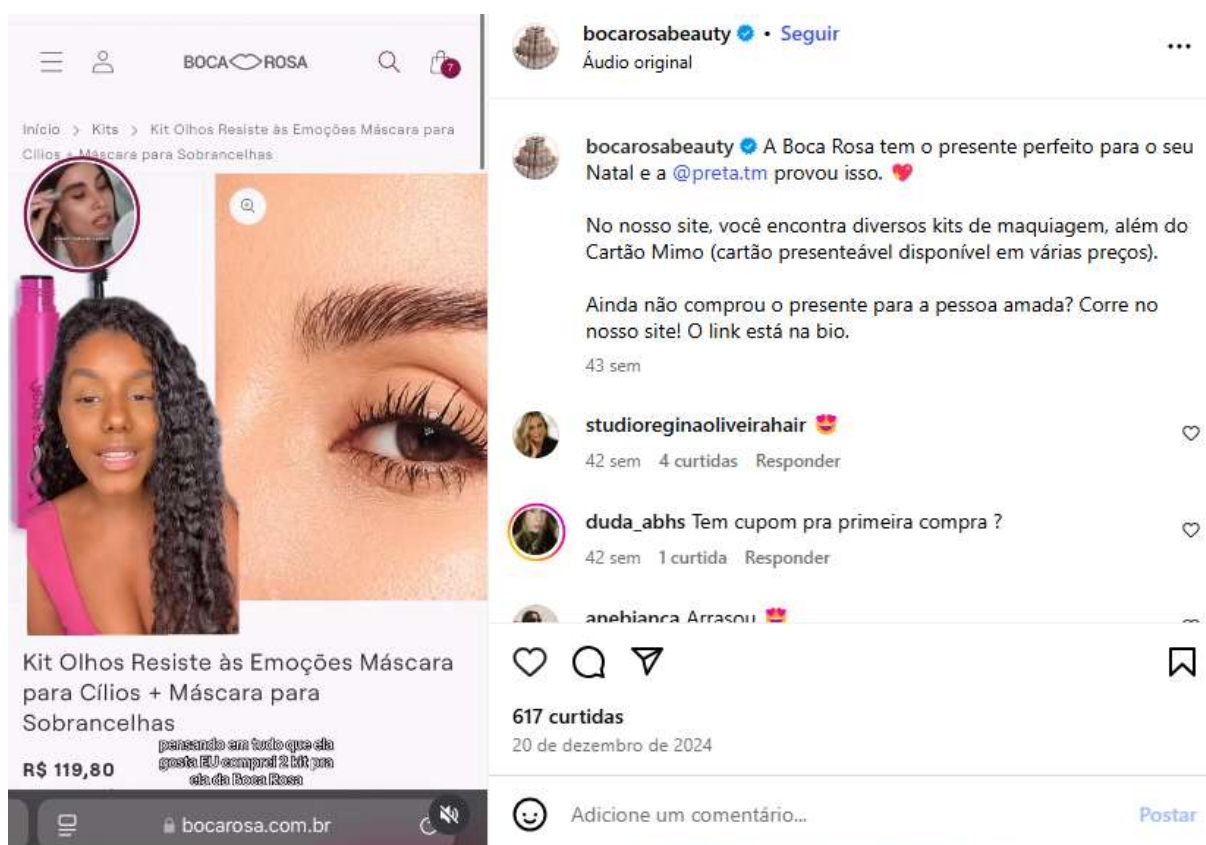 BOCA ROSA
7
Início > Kits > Kit Olhos Resiste às Emoções Máscara para
Cílios + Máscara para Sobrancelhas
Kit Olhos Resiste às Emoções Máscara
para Cílios + Máscara para
Sobrancelhas
R$ 119,80
pensando em tudo que ela
gosta EU comprei 2 kit pra
ela da Boca Rosa
bocarosa.com.br
bocarosabeauty • Seguir
Áudio original
bocarosabeauty A Boca Rosa tem o presente perfeito para o seu
Natal e a @preta.tm provou isso. 💖
No nosso site, você encontra diversos kits de maquiagem, além do
Cartão Mimo (cartão presenteável disponível em várias preços).
Ainda não comprou o presente para a pessoa amada? Corre no
nosso site! O link está na bio.
43 sem
studioreginaoliveirahair 😍
42 sem 4 curtidas Responder
duda_abhs Tem cupom pra primeira compra ?
42 sem 1 curtida Responder
anebianca Arrasou 😍
617 curtidas
20 de dezembro de 2024
Adicione um comentário... Postar